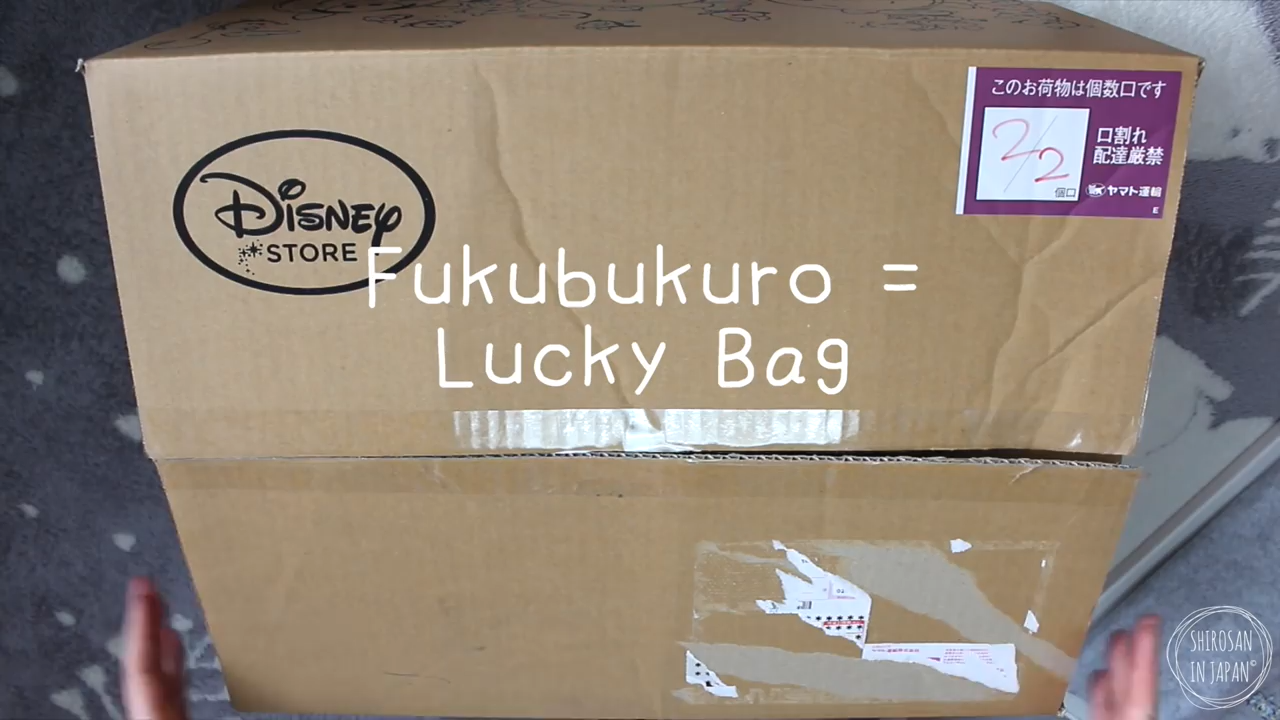 このお荷物は個数口です
2/2
個口
口割れ
配達厳禁
ヤマト運輸
E
Disney
STORE
Fukubukuro =
Lucky Bag
SHIROSAN
IN JAPAN©